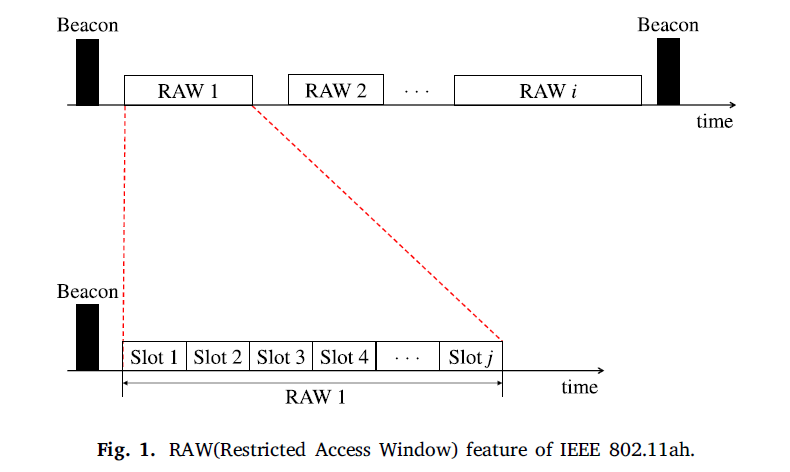 Beacon Beacon
RAW 1 RAW 2 · · · RAW i
time
Beacon
Slot 1 Slot 2 Slot 3 Slot 4 · · · Slot j
time
RAW 1
Fig. 1. RAW(Restricted Access Window) feature of IEEE 802.11ah.